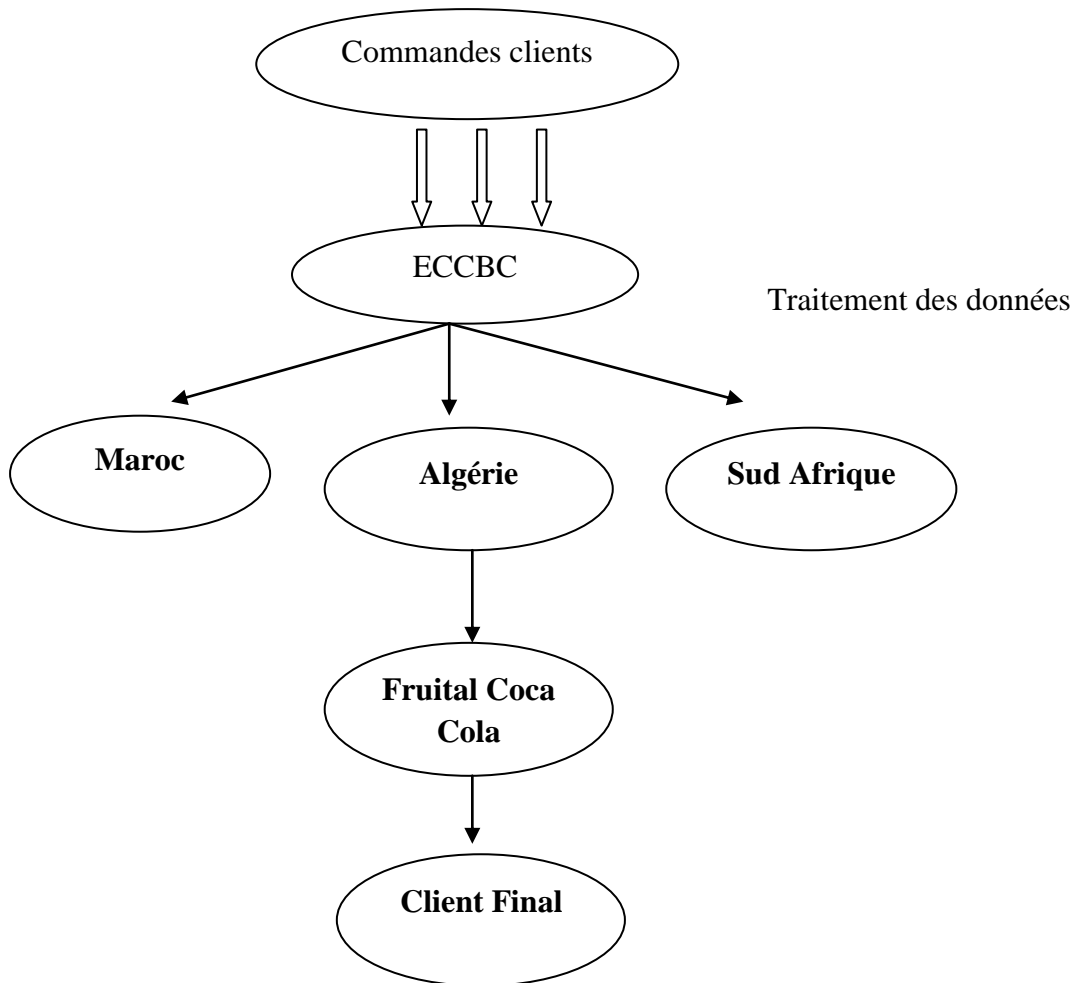 Commandes clients
ECCBC
Traitement des données
Maroc
Algérie
Sud Afrique
Fruital Coca
Cola
Client Final